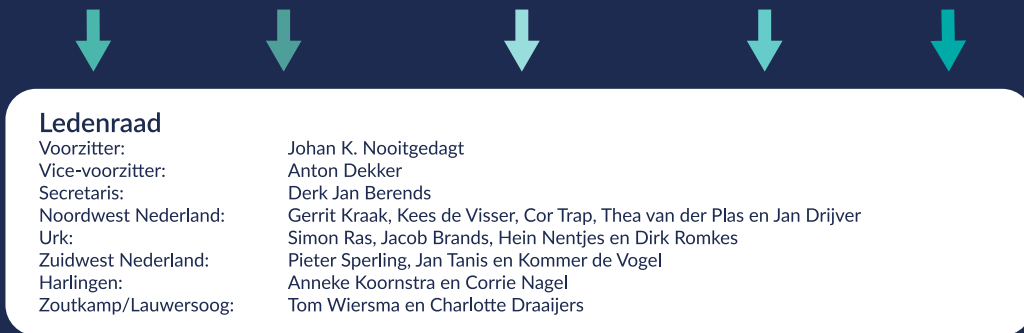 Ledenraad
Voorzitter: Johan K. Nooitgedagt
Vice-voorzitter: Anton Dekker
Secretaris: Derk Jan Berends
Noordwest Nederland: Gerrit Kraak, Kees de Visser, Cor Trap, Thea van der Plas en Jan Drijver
Urk: Simon Ras, Jacob Brands, Hein Nentjes en Dirk Romkes
Zuidwest Nederland: Pieter Sperling, Jan Tanis en Kommer de Vogel
Harlingen: Anneke Koornstra en Corrie Nagel
Zoutkamp/Lauwersoog: Tom Wiersma en Charlotte Draaijers